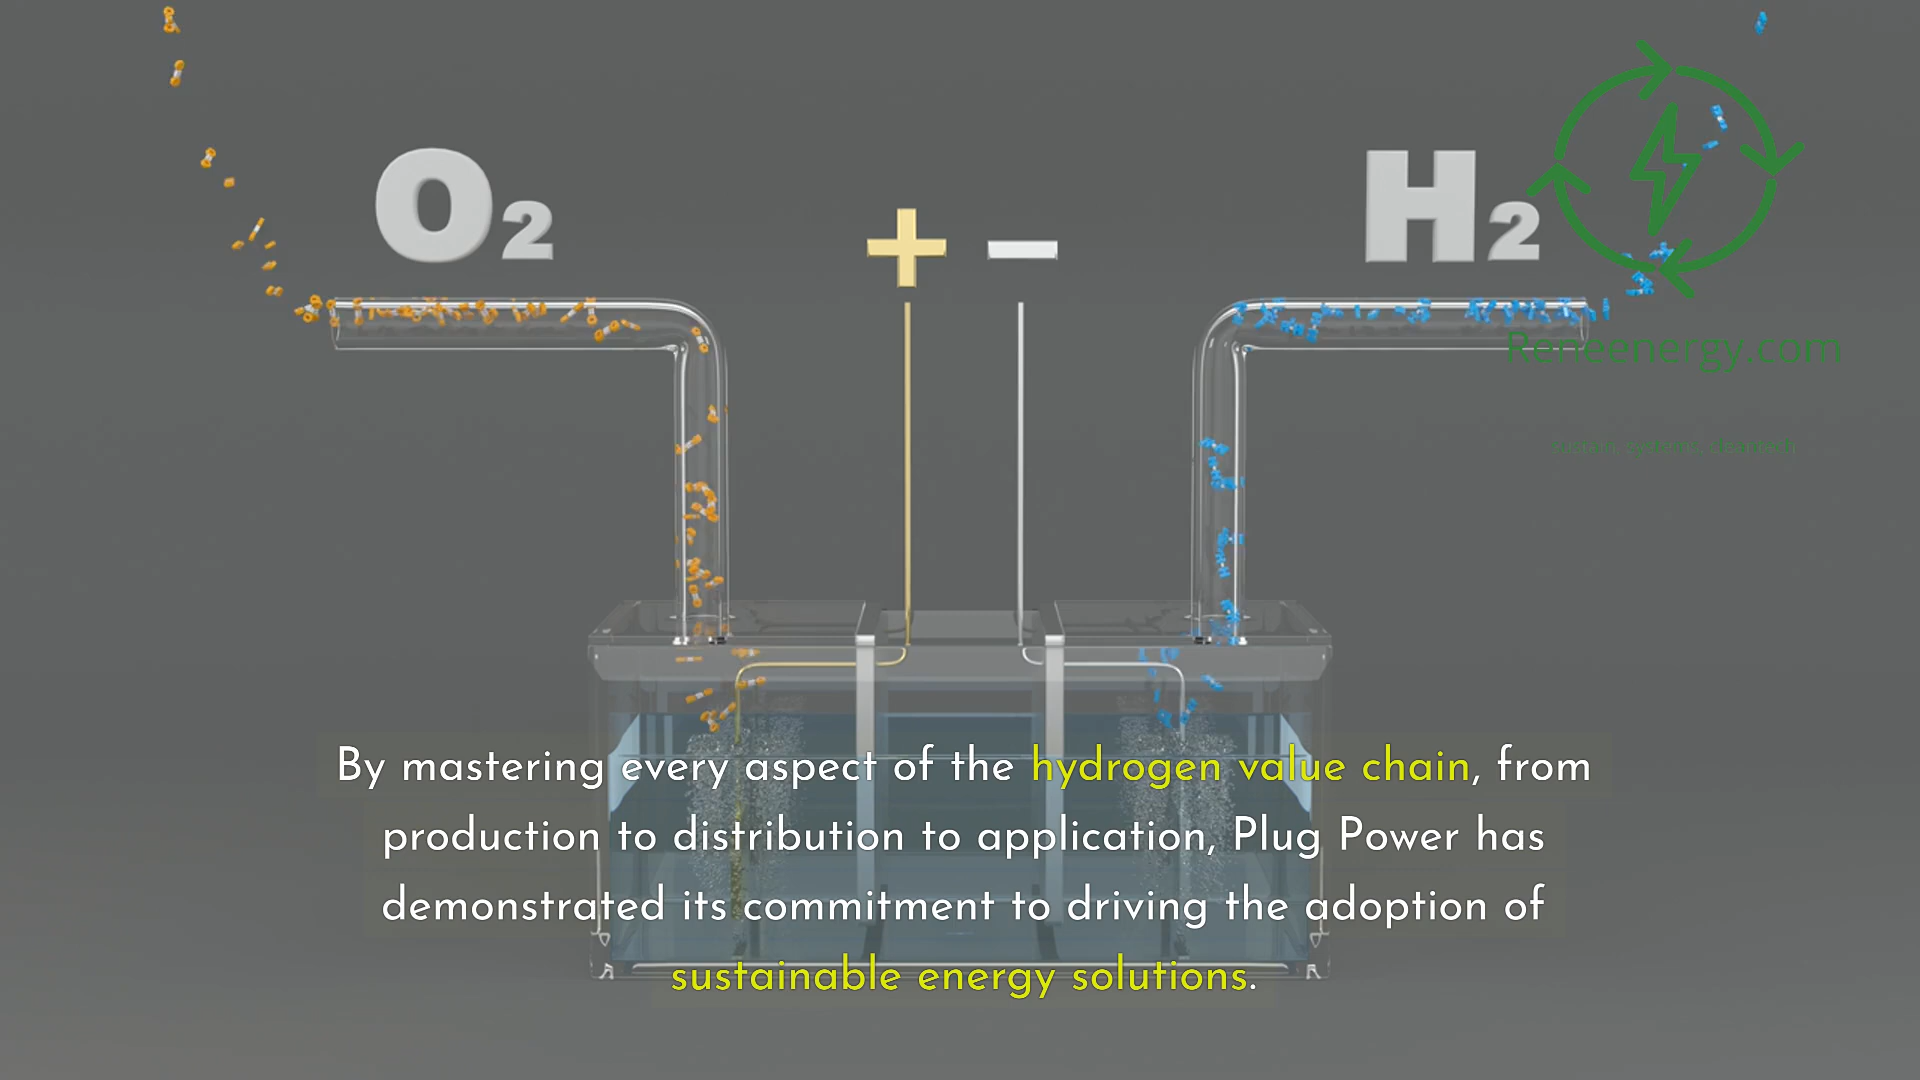 O2
+ −
H2
Reneenergy.com
By mastering every aspect of the hydrogen value chain, from
production to distribution to application, Plug Power has
demonstrated its commitment to driving the adoption of
sustainable energy solutions.